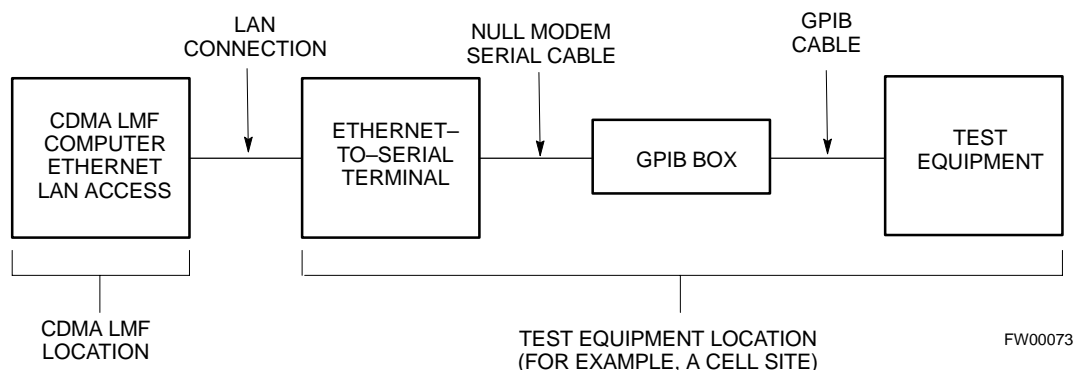 LAN
CONNECTION
NULL MODEM
SERIAL CABLE
GPIB
CABLE
CDMA LMF
COMPUTER
ETHERNET
LAN ACCESS
ETHERNET–
TO–SERIAL
TERMINAL
GPIB BOX
TEST
EQUIPMENT
CDMA LMF
LOCATION
TEST EQUIPMENT LOCATION
(FOR EXAMPLE, A CELL SITE)
FW00073